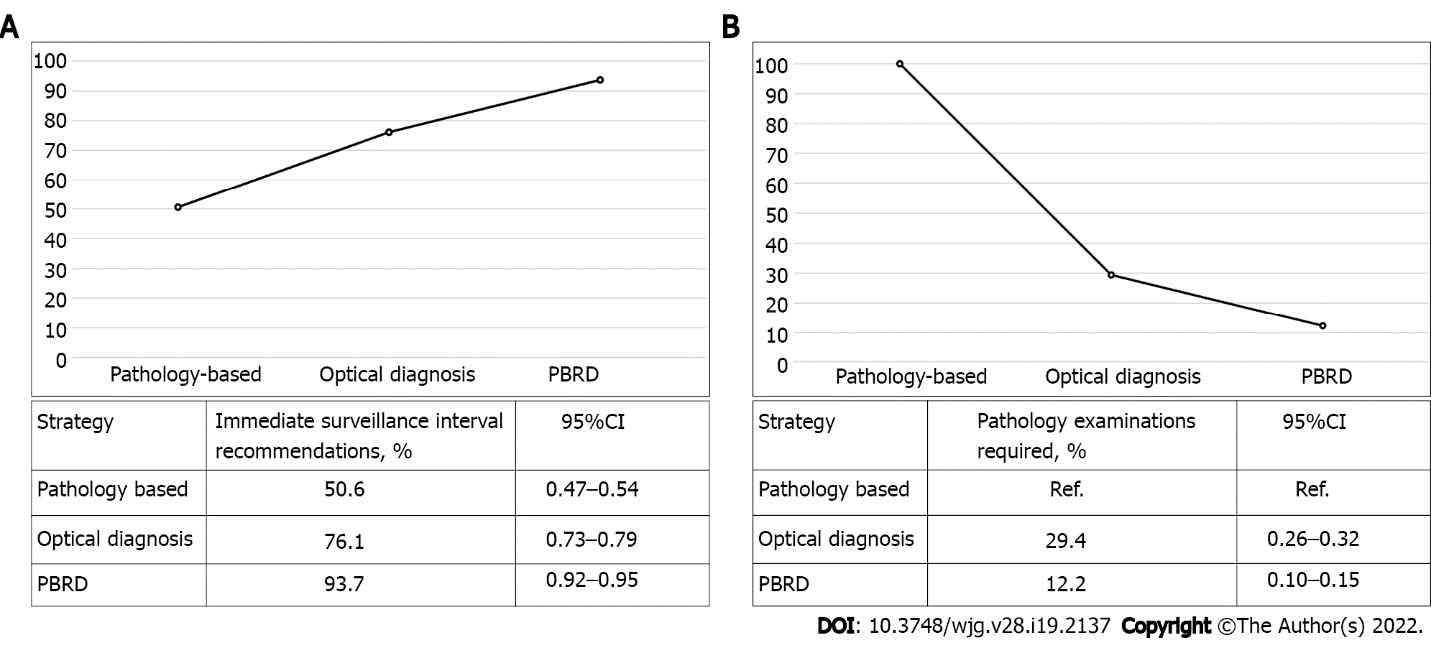 A
100
90
80
70
60
50
40
30
20
10
0
Pathology-based Optical diagnosis PBRD
Strategy Immediate surveillance interval recommendations, % 95%CI
Pathology based 50.6 0.47–0.54
Optical diagnosis 76.1 0.73–0.79
PBRD 93.7 0.92–0.95
B
100
90
80
70
60
50
40
30
20
10
0
Pathology-based Optical diagnosis PBRD
Strategy Pathology examinations required, % 95%CI
Pathology based Ref. Ref.
Optical diagnosis 29.4 0.26–0.32
PBRD 12.2 0.10–0.15
DOI: 10.3748/wjg.v28.i19.2137 Copyright ©The Author(s) 2022.